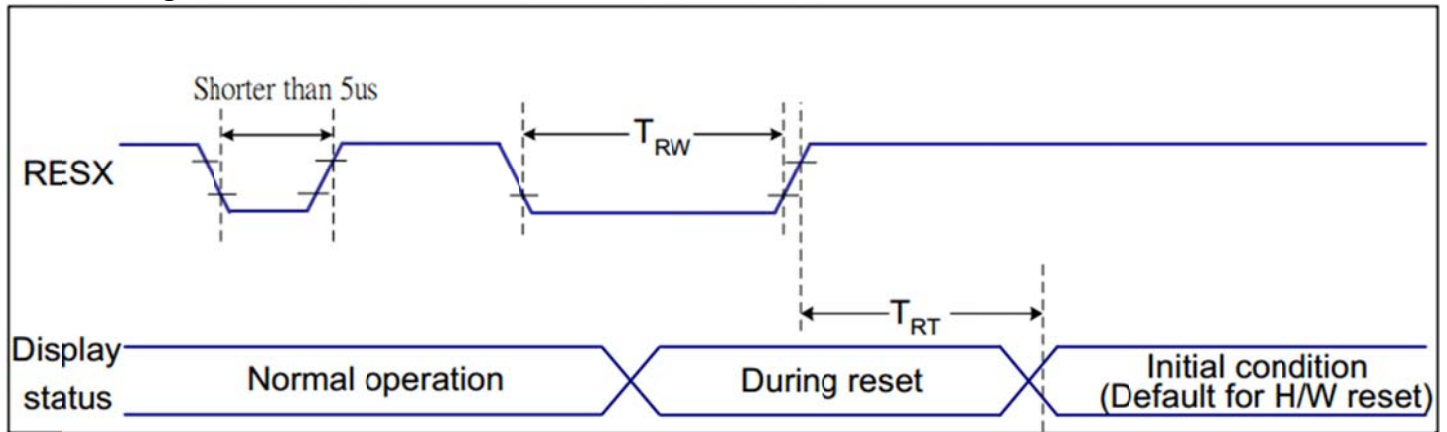 Shorter than 5us
RESX
TRW
TRT
Display
status
Normal operation
During reset
Initial condition
(Default for H/W reset)